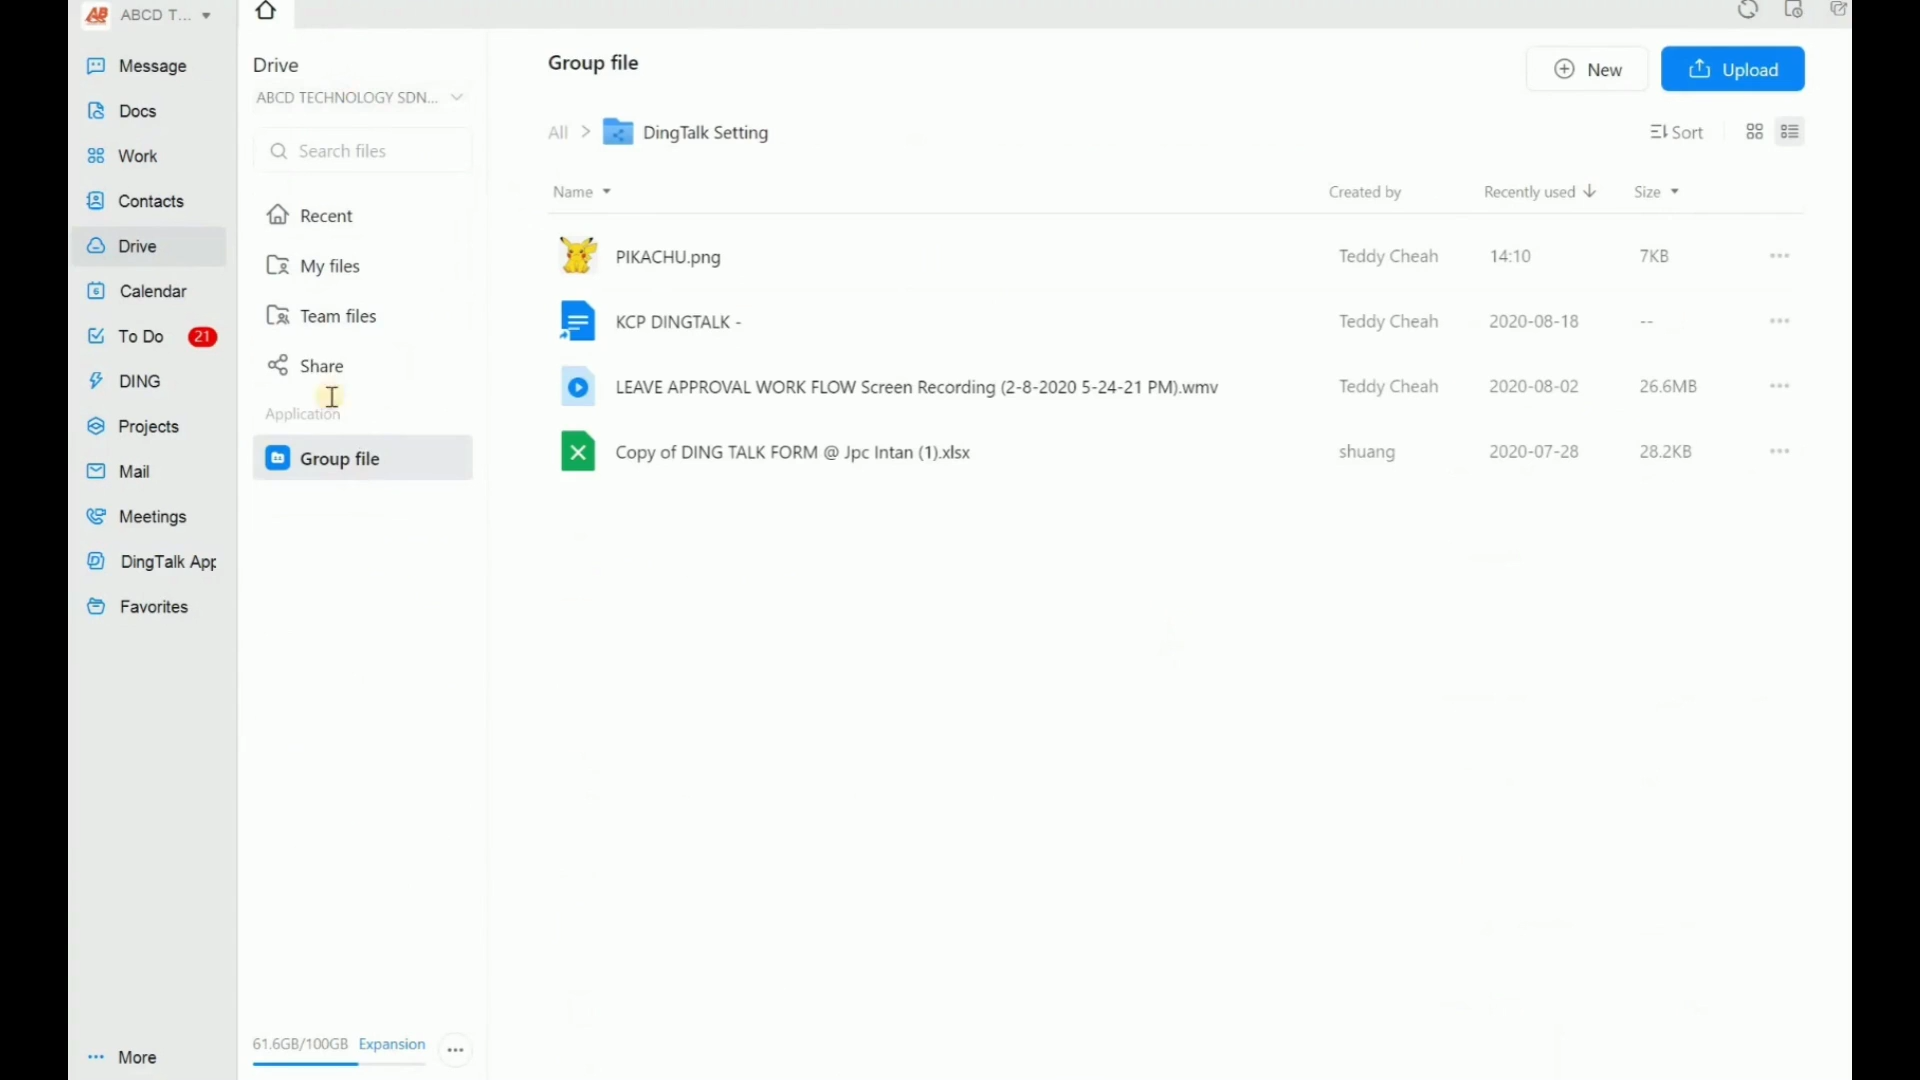 ABCD T...
Message
Docs
Work
Contacts
Drive
Calendar
To Do 21
DING
Projects
Mail
Meetings
DingTalk App
Favorites
More
Drive
ABCD TECHNOLOGY SDN...
Search files
Recent
My files
Team files
Share
Application
Group file
61.6GB/100GB Expansion
Group file
New Upload
All > DingTalk Setting
Sort
Name Created by Recently used Size
PIKACHU.png Teddy Cheah 14:10 7KB
KCP DINGTALK - Teddy Cheah 2020-08-18 --
LEAVE APPROVAL WORK FLOW Screen Recording (2-8-2020 5-24-21 PM).wmv Teddy Cheah 2020-08-02 26.6MB
Copy of DING TALK FORM @ Jpc Intan (1).xlsx shuang 2020-07-28 28.2KB